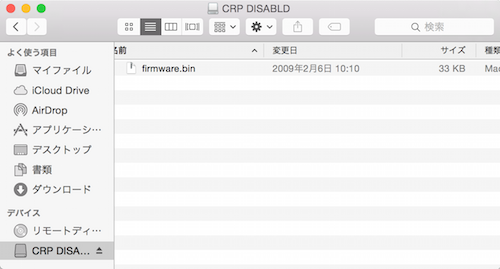 CRP DISABLD
検索
よく使う項目
マイファイル
iCloud Drive
AirDrop
アプリケーシ…
デスクトップ
書類
ダウンロード
デバイス
リモートディ…
CRP DISA…
名前 変更日 サイズ 種類
firmware.bin 2009年2月6日 10:10 33 KB Mac